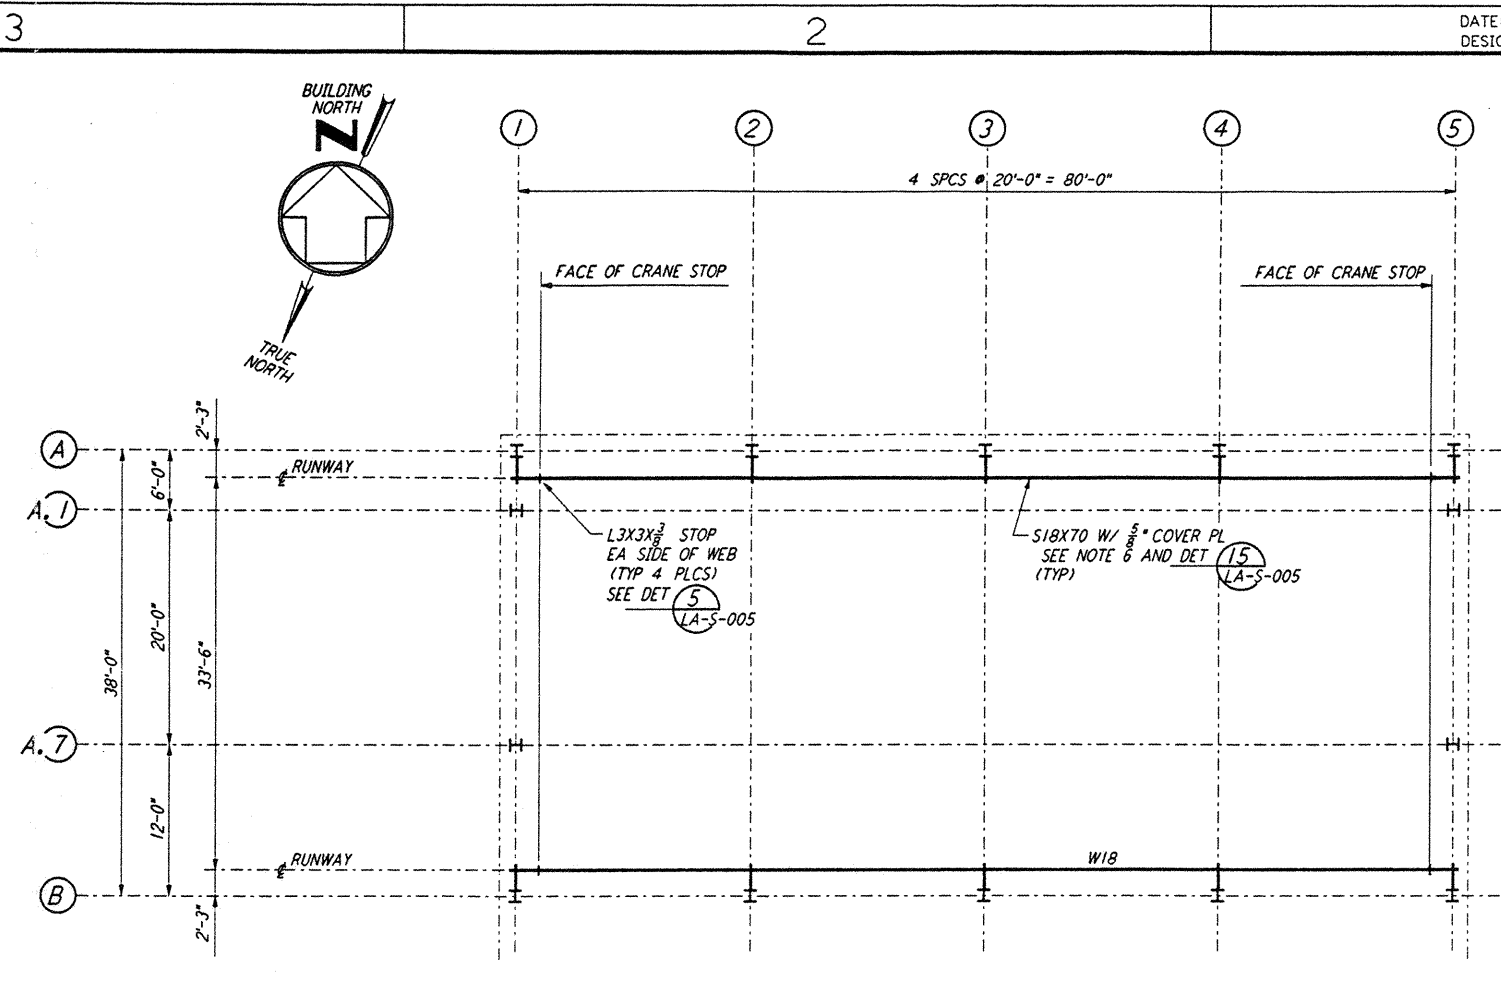 3
2
DATE
DESIG
BUILDING
NORTH
N
TRUE
NORTH
1
2
3
4
5
4 SPCS @ 20'-0" = 80'-0"
FACE OF CRANE STOP
FACE OF CRANE STOP
A
A.1
A.7
B
2'-3"
6'-0"
38'-0"
20'-0"
33'-6"
12'-0"
2'-3"
℄ RUNWAY
L3X3X3/8 STOP
EA SIDE OF WEB
(TYP 4 PLCS)
SEE DET 5
LA-S-005
S18X70 W/ 5/8" COVER PL
SEE NOTE 6 AND DET 15
(TYP)
LA-S-005
℄ RUNWAY
W18